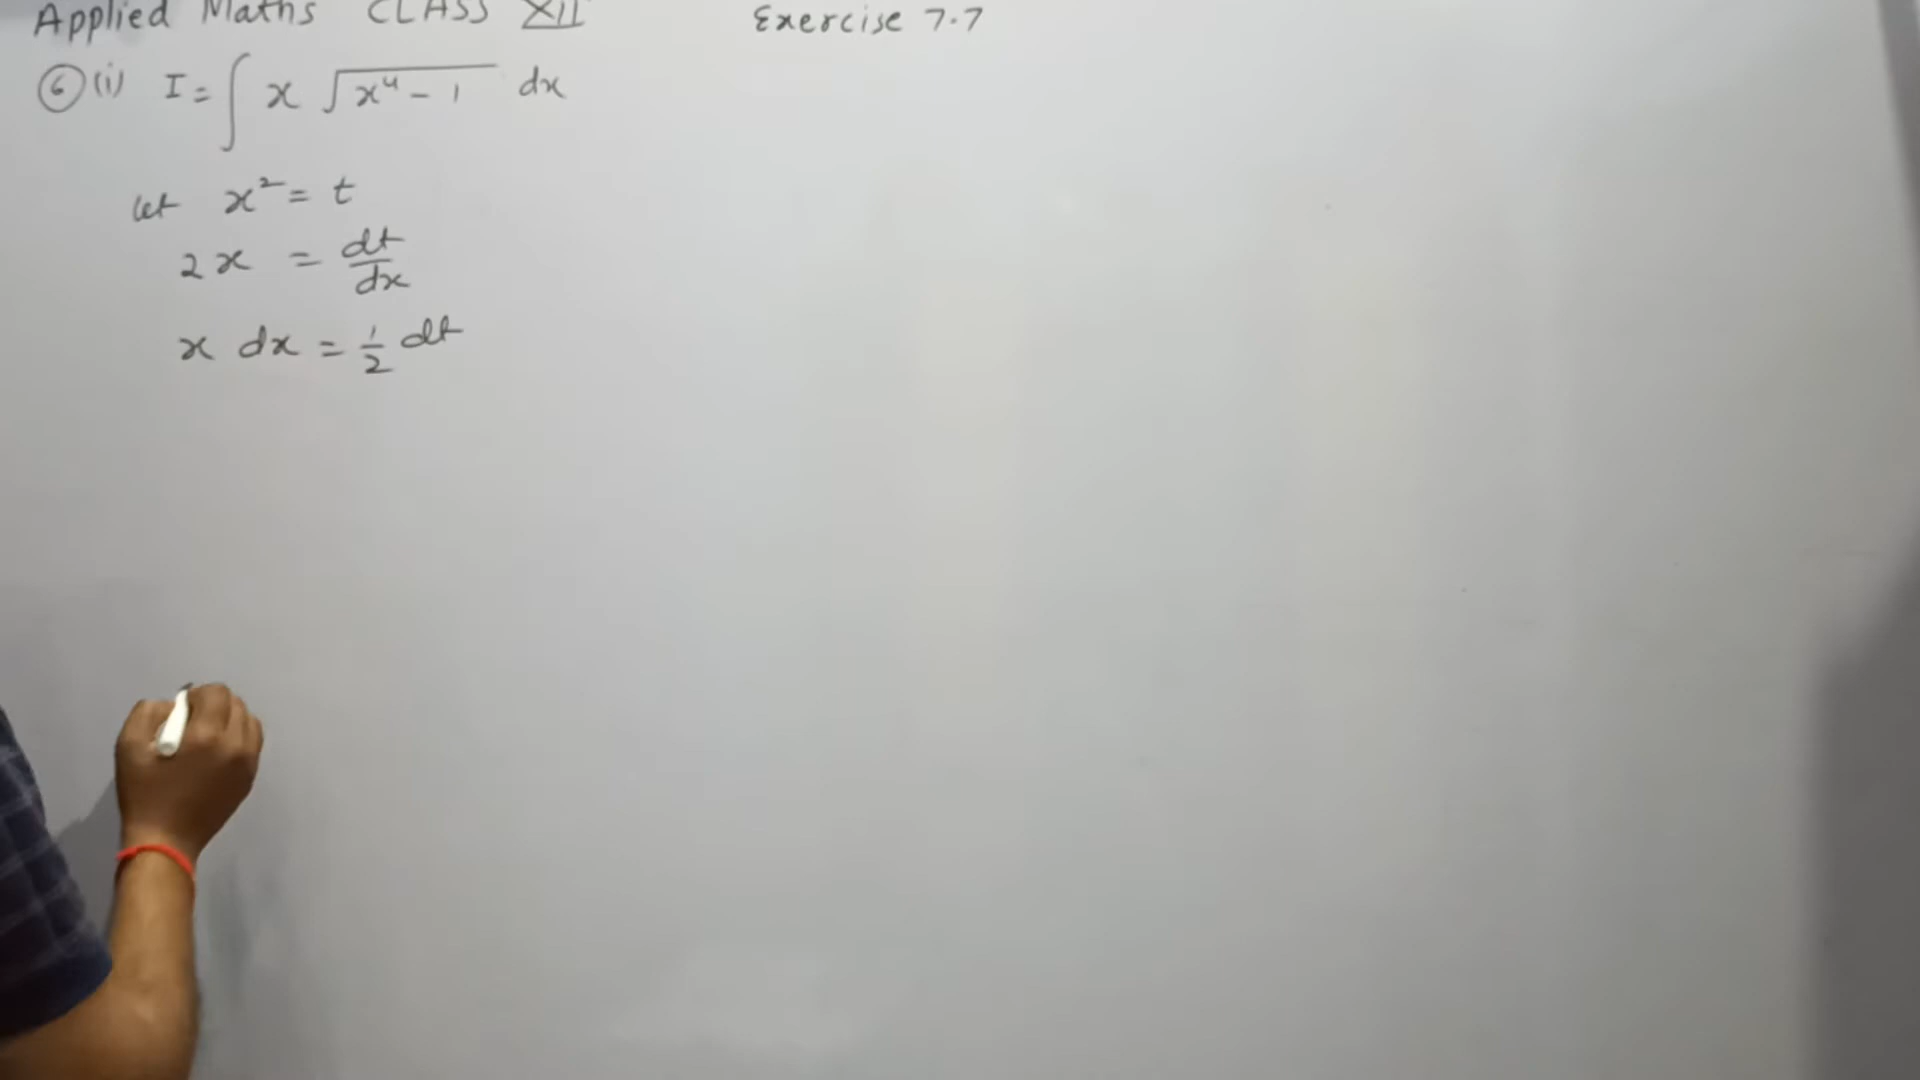 Applied Maths CLASS XII Exercise 7.7
⑥(i) I = ∫ x √(x⁴ - 1) dx
let x² = t
2x = dt/dx
x dx = 1/2 dt